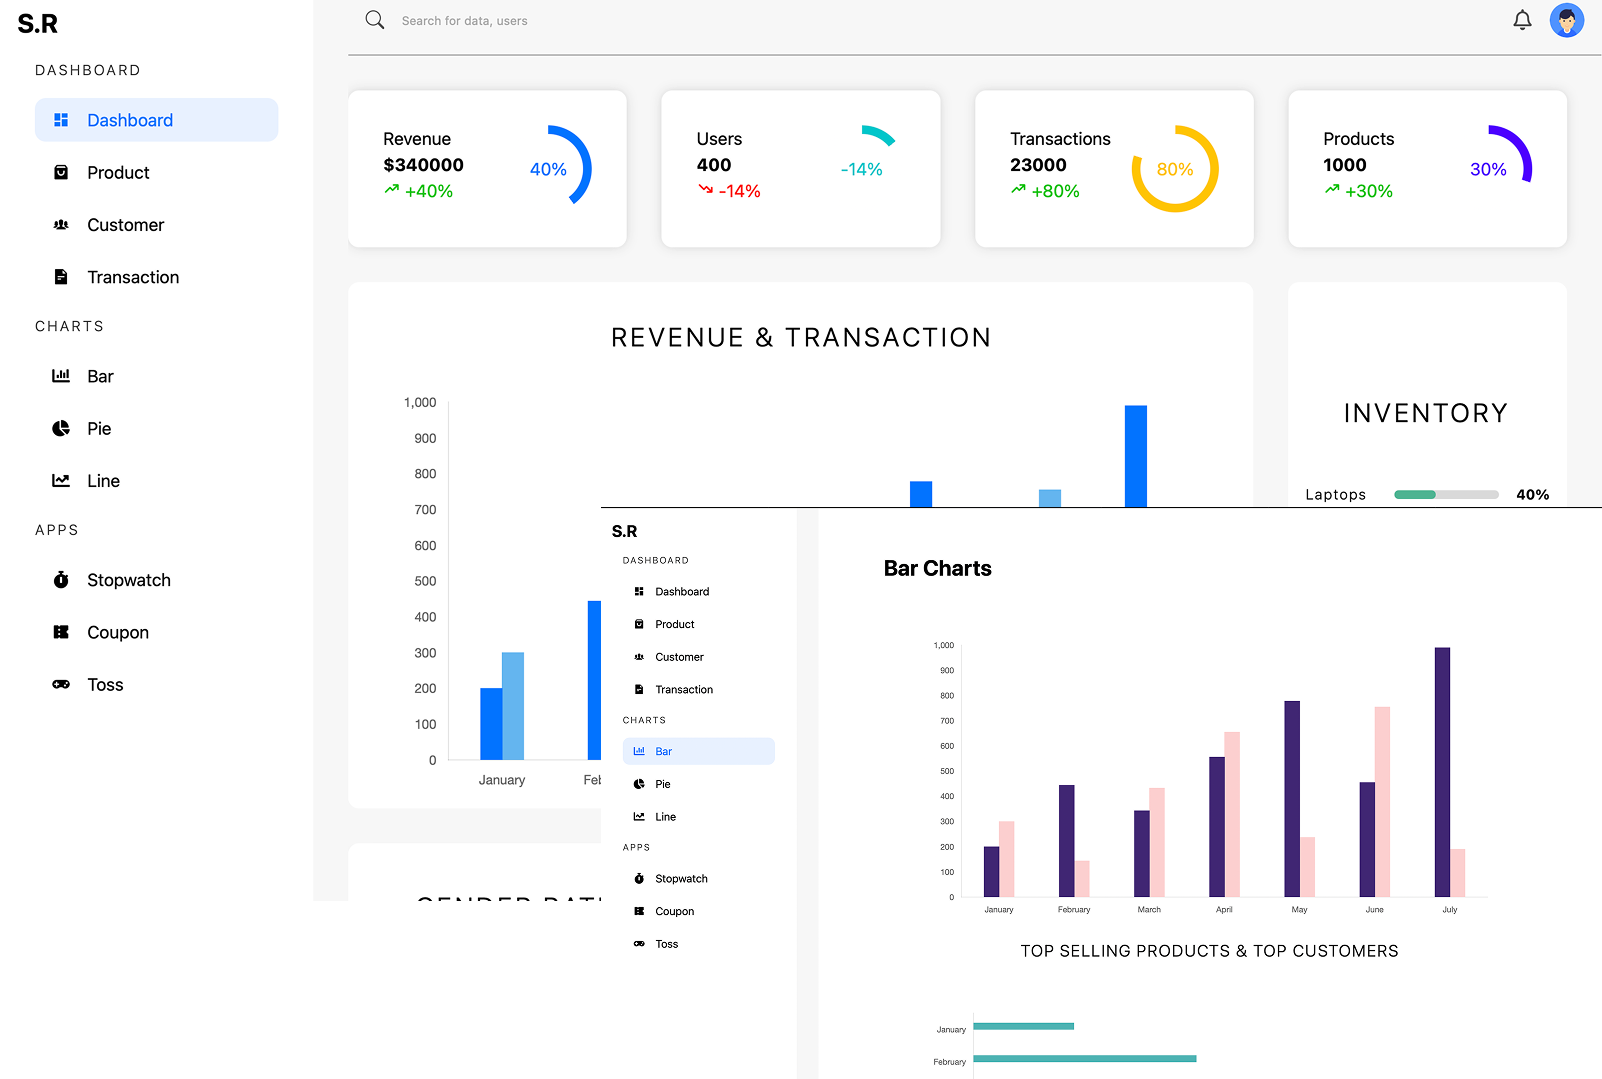 S.R
DASHBOARD
Dashboard
Product
Customer
Transaction
CHARTS
Bar
Pie
Line
APPS
Stopwatch
Coupon
Toss
Search for data, users
Revenue
$340000
+40%
40%
Users
400
-14%
-14%
Transactions
23000
+80%
80%
Products
1000
+30%
30%
REVENUE & TRANSACTION
1,000
900
800
700
600
500
400
300
200
100
0
January
Feb
INVENTORY
Laptops 40%
S.R
DASHBOARD
Dashboard
Product
Customer
Transaction
CHARTS
Bar
Pie
Line
APPS
Stopwatch
Coupon
Toss
Bar Charts
1,000
900
800
700
600
500
400
300
200
100
0
January February March April May June July
TOP SELLING PRODUCTS & TOP CUSTOMERS
January
February